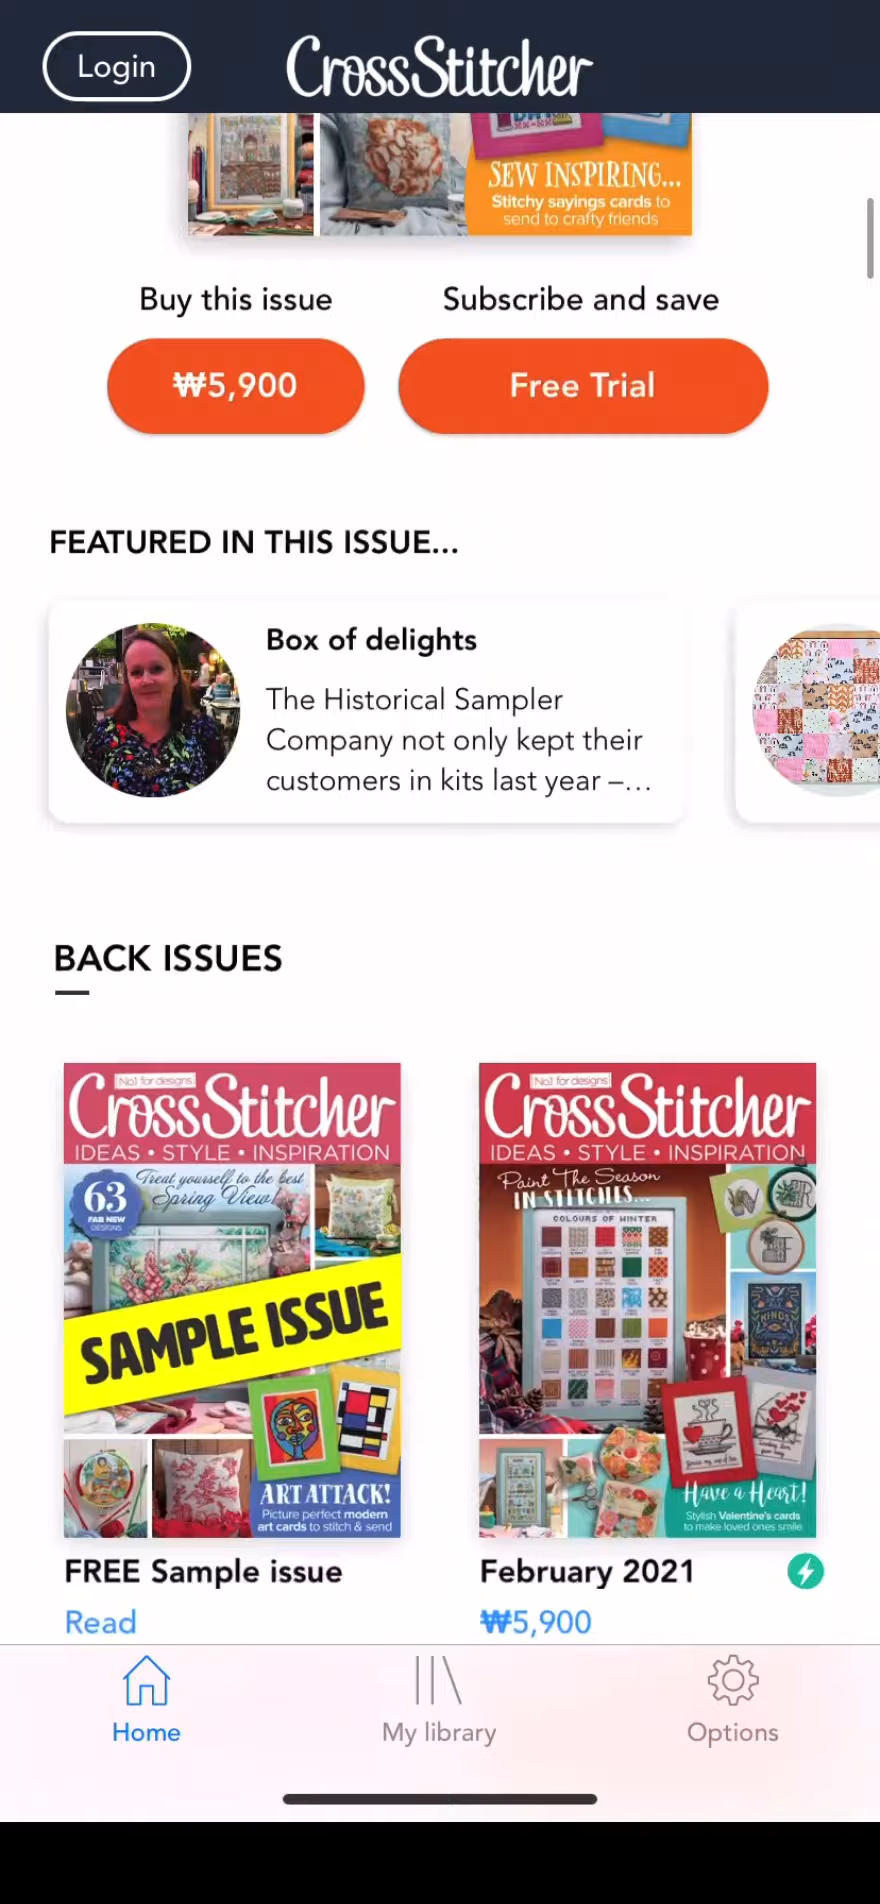 Login
CrossStitcher
SEW INSPIRING...
Stitchy sayings cards to
send to crafty friends
Buy this issue
Subscribe and save
₩5,900
Free Trial
FEATURED IN THIS ISSUE...
Box of delights
The Historical Sampler
Company not only kept their
customers in kits last year –...
BACK ISSUES
No1 for designs!
CrossStitcher
IDEAS • STYLE • INSPIRATION
Treat yourself to the best
Spring View!
63
FAB NEW
DESIGNS
SAMPLE ISSUE
ART ATTACK!
Picture perfect modern
art cards to stitch & send
No1 for designs!
CrossStitcher
IDEAS • STYLE • INSPIRATION
Paint The Season
IN STITCHES...
COLOURS OF WINTER
Have a Heart!
Stylish Valentine's cards
to make loved ones smile
FREE Sample issue
Read
February 2021
₩5,900
Home
My library
Options